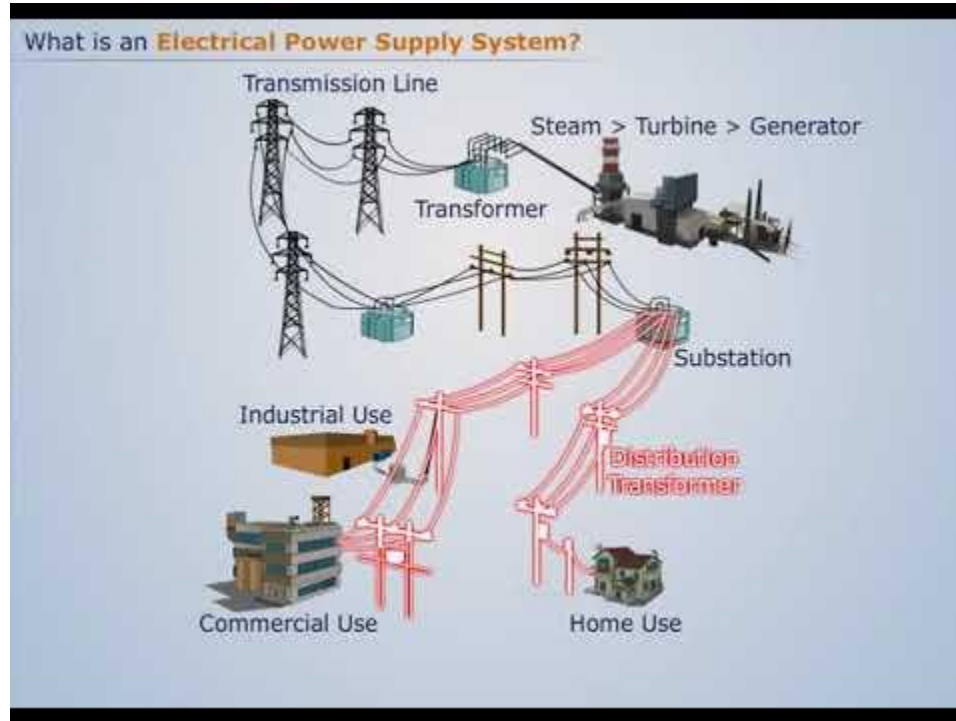 What is an Electrical Power Supply System?
Transmission Line
Steam > Turbine > Generator
Transformer
Substation
Industrial Use
Distribution
Transformer
Commercial Use
Home Use